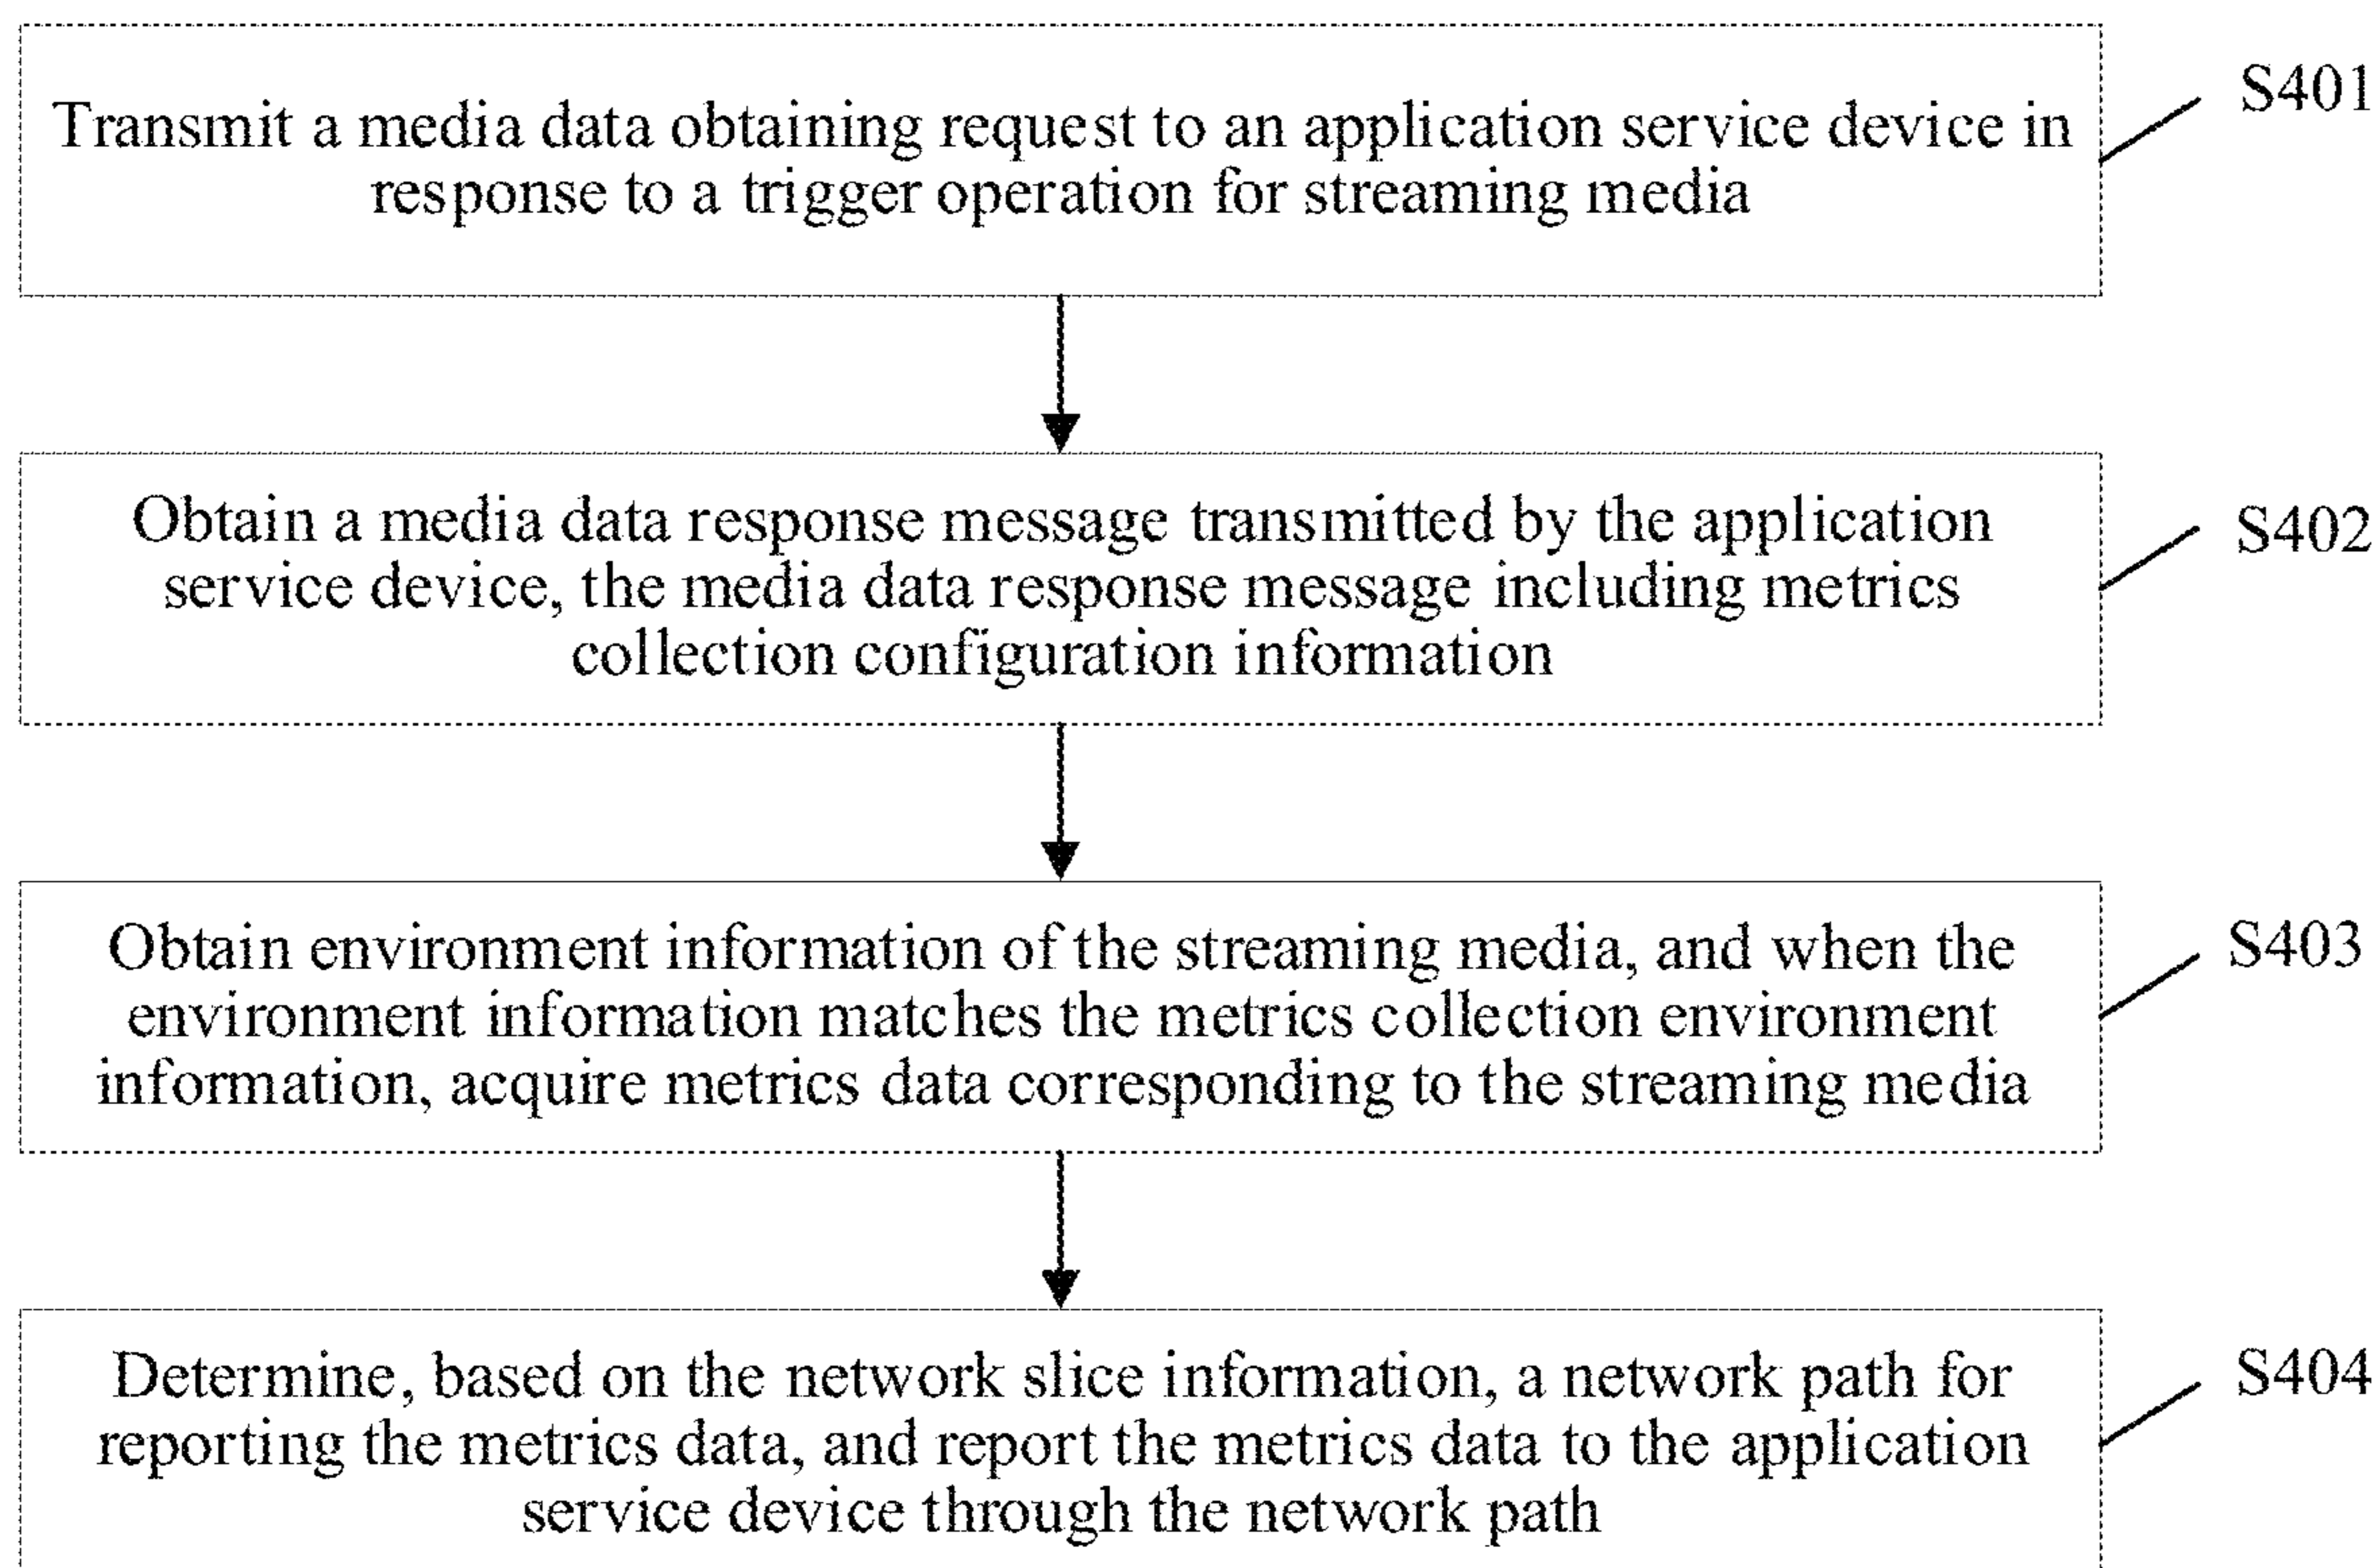 Transmit a media data obtaining request to an application service device in
response to a trigger operation for streaming media
S401
Obtain a media data response message transmitted by the application
service device, the media data response message including metrics
collection configuration information
S402
Obtain environment information of the streaming media, and when the
environment information matches the metrics collection environment
information, acquire metrics data corresponding to the streaming media
S403
Determine, based on the network slice information, a network path for
reporting the metrics data, and report the metrics data to the application
service device through the network path
S404